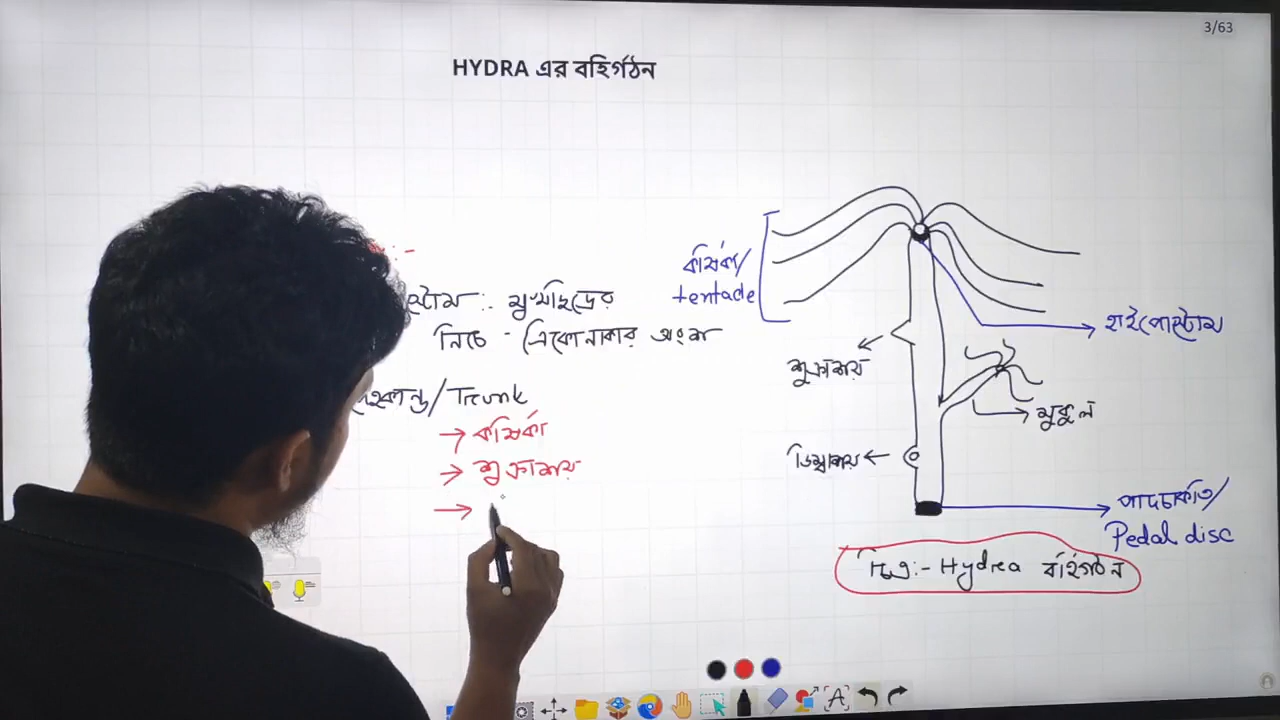 3/63
HYDRA এর বহির্গঠন
মুখছিদ্রের
নিচে - ত্রিকোনাকার অংশ
/Trunk
→ কর্ষিকা
→ শুক্রাশয়
→
কর্ষিকা/
tentacle
হাইপোস্টোম
শুক্রাশয়
মুকুল
ডিম্বাশয়
পাদচাকতি/
Pedal disc
চিত্র:- Hydra বহির্গঠন